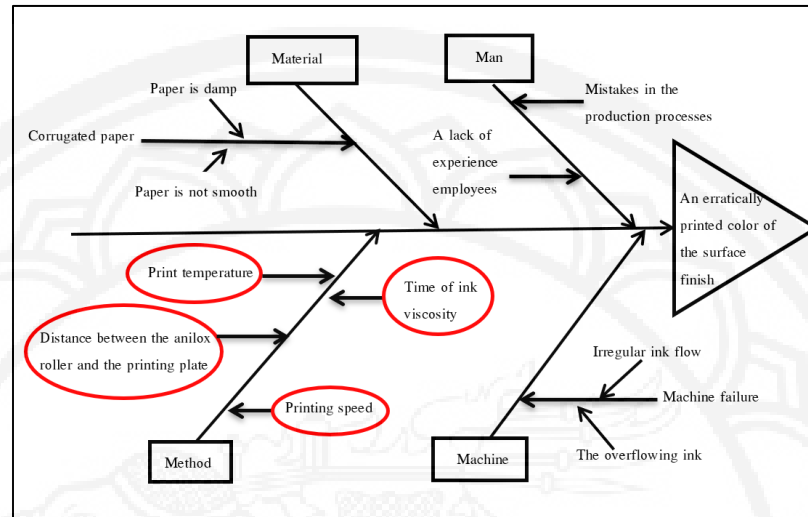 Material
Man
Paper is damp
Mistakes in the
production processes
Corrugated paper
A lack of
experience
employees
Paper is not smooth
An erratically
printed color of
the surface
finish
Print temperature
Time of ink
viscosity
Distance between the anilox
roller and the printing plate
Irregular ink flow
Printing speed
Machine failure
The overflowing ink
Method
Machine